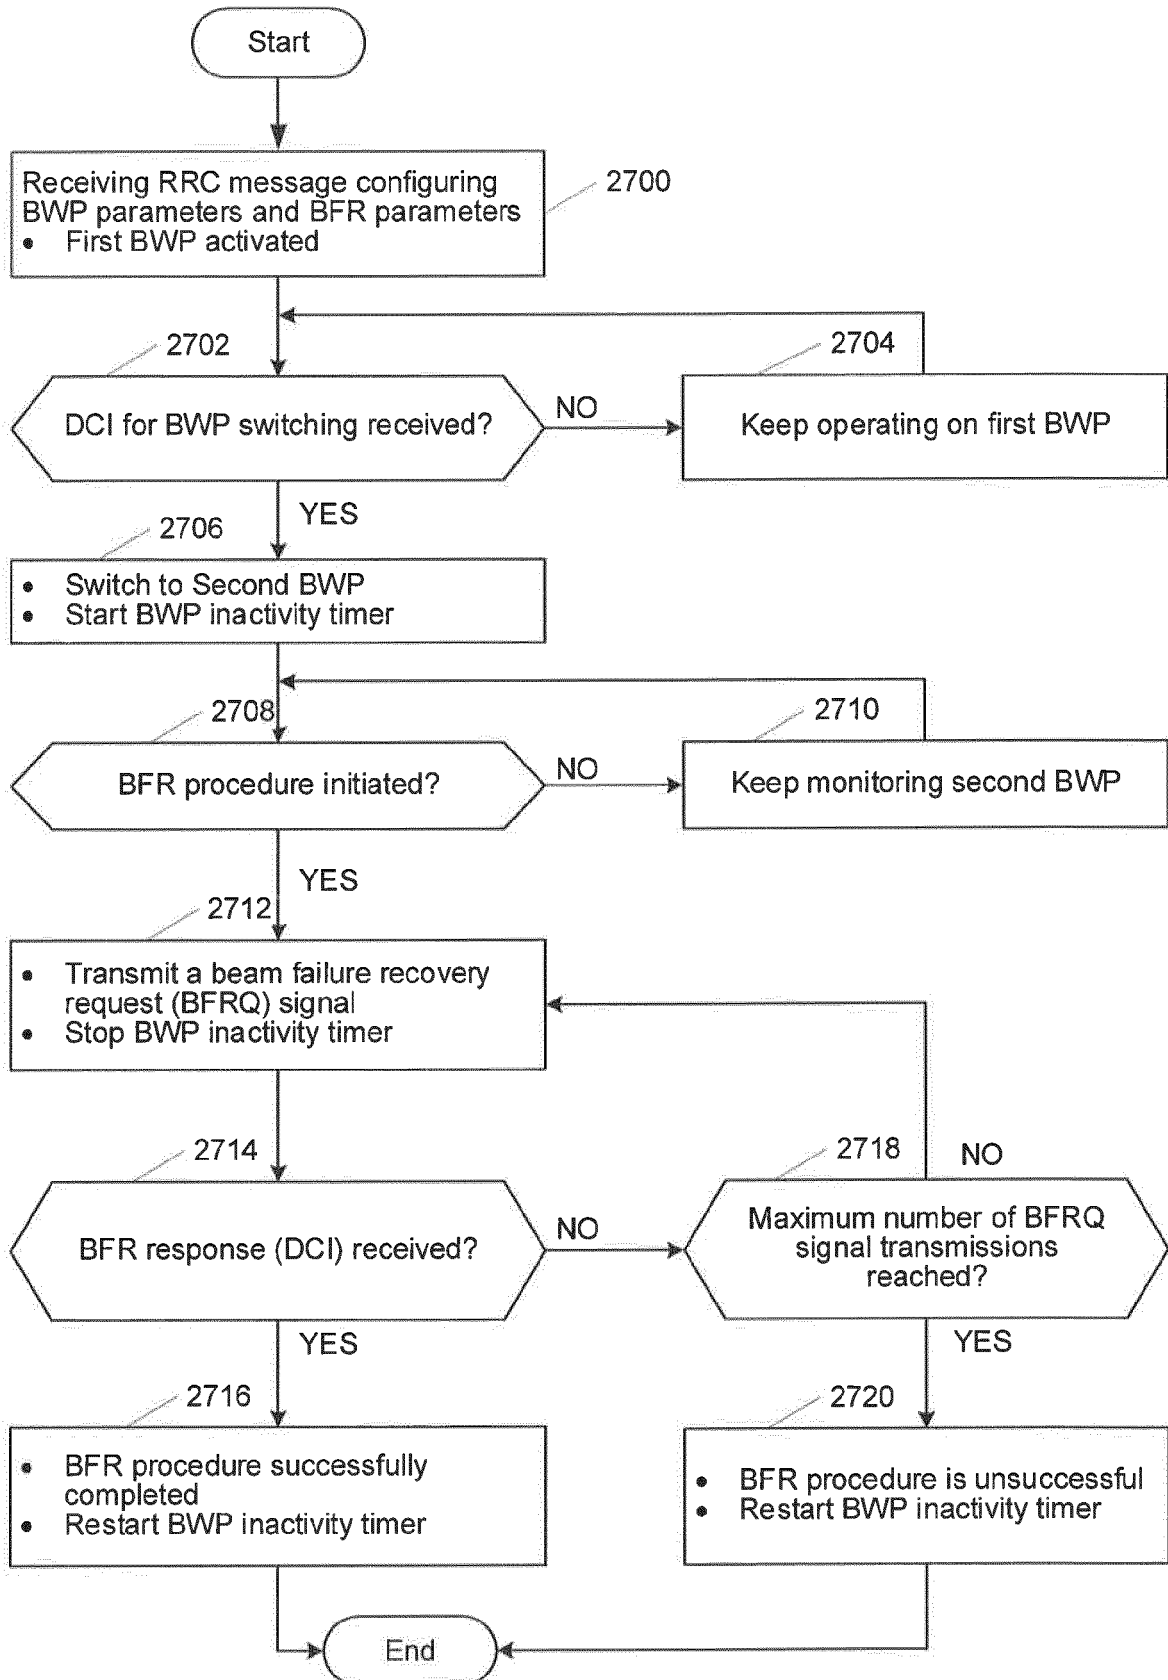 Start
Receiving RRC message configuring
BWP parameters and BFR parameters
• First BWP activated
2700
2702
DCI for BWP switching received?
NO
2704
Keep operating on first BWP
YES
2706
• Switch to Second BWP
• Start BWP inactivity timer
2708
BFR procedure initiated?
NO
2710
Keep monitoring second BWP
YES
2712
• Transmit a beam failure recovery
request (BFRQ) signal
• Stop BWP inactivity timer
2714
BFR response (DCI) received?
NO
2718
NO
Maximum number of BFRQ
signal transmissions
reached?
YES
YES
2716
• BFR procedure successfully
completed
• Restart BWP inactivity timer
2720
• BFR procedure is unsuccessful
• Restart BWP inactivity timer
End